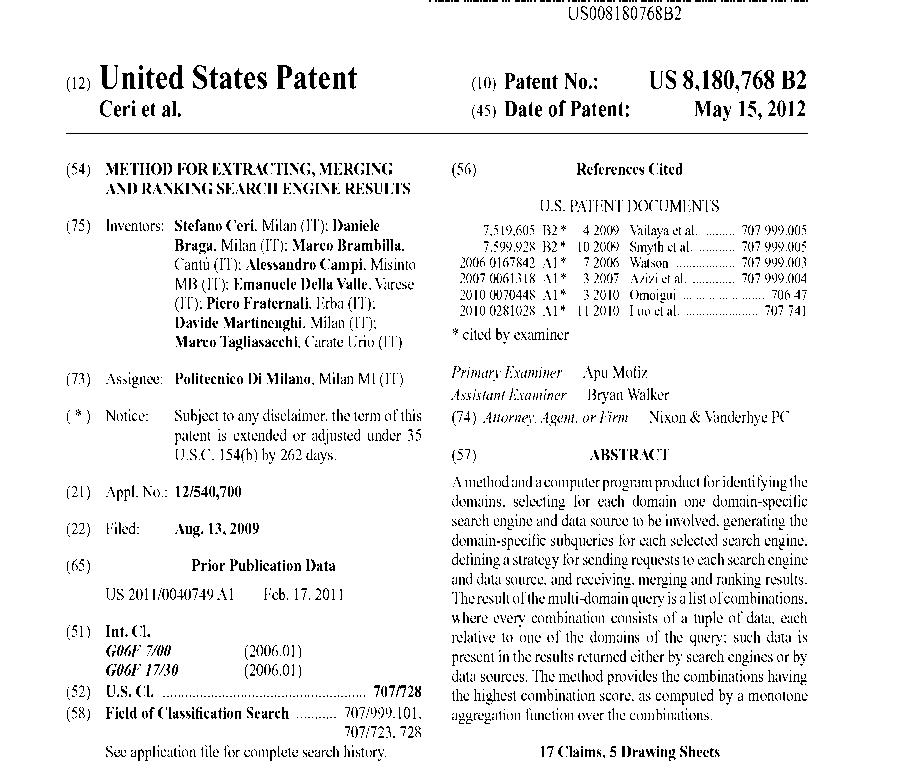 US008180768B2
(12) United States Patent
Ceri et al.
(10) Patent No.: US 8,180,768 B2
(45) Date of Patent: May 15, 2012
(54) METHOD FOR EXTRACTING, MERGING
AND RANKING SEARCH ENGINE RESULTS
(75) Inventors: Stefano Ceri, Milan (IT); Daniele
Braga, Milan (IT); Marco Brambilla,
Cantù (IT); Alessandro Campi, Misinto
MB (IT); Emanuele Della Valle, Varese
(IT); Piero Fraternali, Erba (IT);
Davide Martinenghi, Milan (IT);
Marco Tagliasacchi, Carate Urio (IT)
(73) Assignee: Politecnico Di Milano, Milan MI (IT)
( * ) Notice: Subject to any disclaimer, the term of this
patent is extended or adjusted under 35
U.S.C. 154(b) by 262 days.
(21) Appl. No.: 12/540,700
(22) Filed: Aug. 13, 2009
(65) Prior Publication Data
US 2011/0040749 A1 Feb. 17, 2011
(51) Int. Cl.
G06F 7/00 (2006.01)
G06F 17/30 (2006.01)
(52) U.S. Cl. ........ 707/728
(58) Field of Classification Search ........... 707/999.101,
707/723, 728
See application file for complete search history.
(56) References Cited
U.S. PATENT DOCUMENTS
7,519,605 B2 * 4 2009 Vailaya et al. ......... 707 999.005
7,599,928 B2 * 10 2009 Smyth et al. ........... 707 999.005
2006 0167842 A1 * 7 2006 Watson .................. 707 999.003
2007 0061318 A1 * 3 2007 Azizi et al. ............. 707 999.004
2010 0070448 A1 * 3 2010 Omoigui ........................ 706 47
2010 0281028 A1 * 11 2010 Luo et al. ...................... 707 741
* cited by examiner
Primary Examiner Apu Mofiz
Assistant Examiner Bryan Walker
(74) Attorney, Agent, or Firm Nixon & Vanderhye PC
(57) ABSTRACT
A method and a computer program product for identifying the
domains, selecting for each domain one domain-specific
search engine and data source to be involved, generating the
domain-specific subqueries for each selected search engine,
defining a strategy for sending requests to each search engine
and data source, and receiving, merging and ranking results.
The result of the multi-domain query is a list of combinations,
where every combination consists of a tuple of data, each
relative to one of the domains of the query; such data is
present in the results returned either by search engines or by
data sources. The method provides the combinations having
the highest combination score, as computed by a monotone
aggregation function over the combinations.
17 Claims, 5 Drawing Sheets